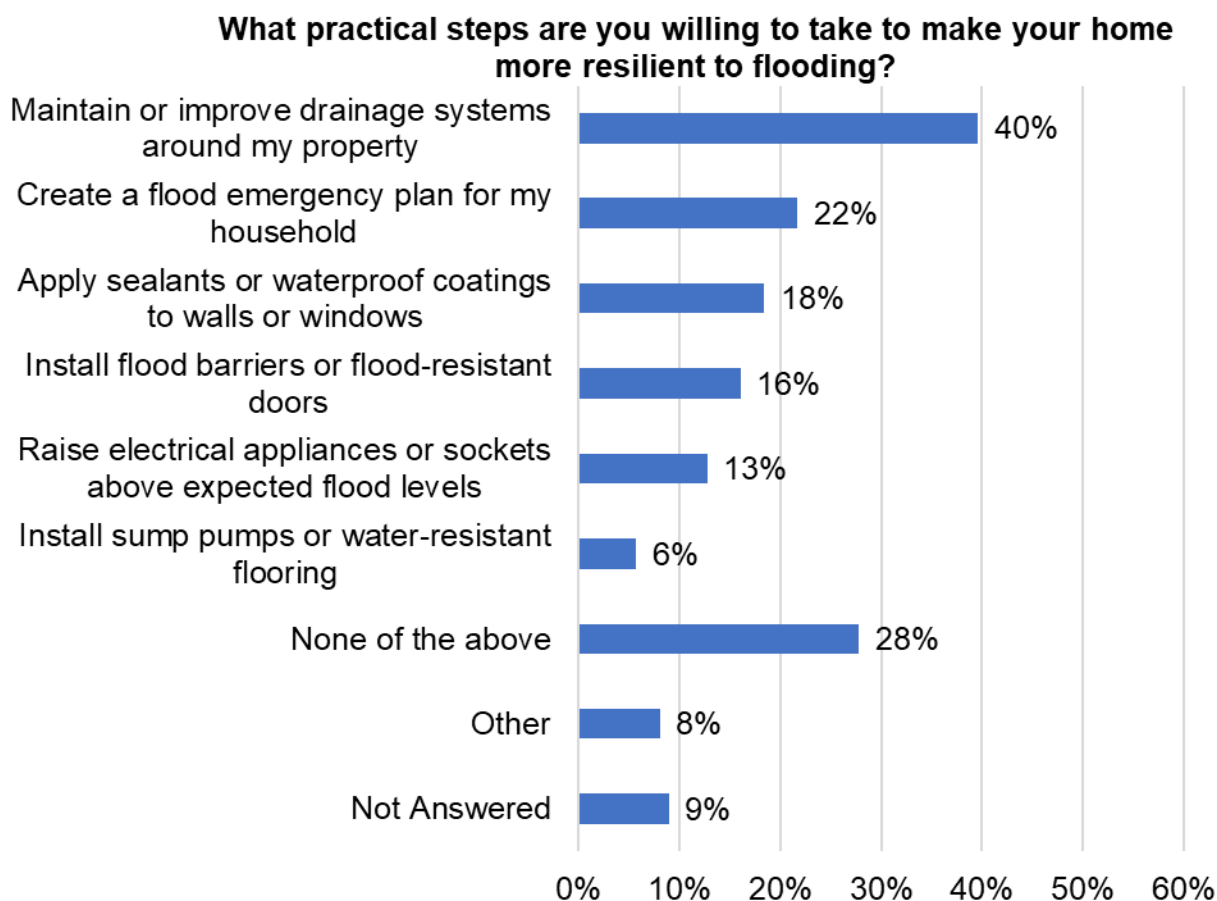 What practical steps are you willing to take to make your home
more resilient to flooding?
Maintain or improve drainage systems
around my property
40%
Create a flood emergency plan for my
household
22%
Apply sealants or waterproof coatings
to walls or windows
18%
Install flood barriers or flood-resistant
doors
16%
Raise electrical appliances or sockets
above expected flood levels
13%
Install sump pumps or water-resistant
flooring
6%
None of the above
28%
Other
8%
Not Answered
9%
0% 10% 20% 30% 40% 50% 60%